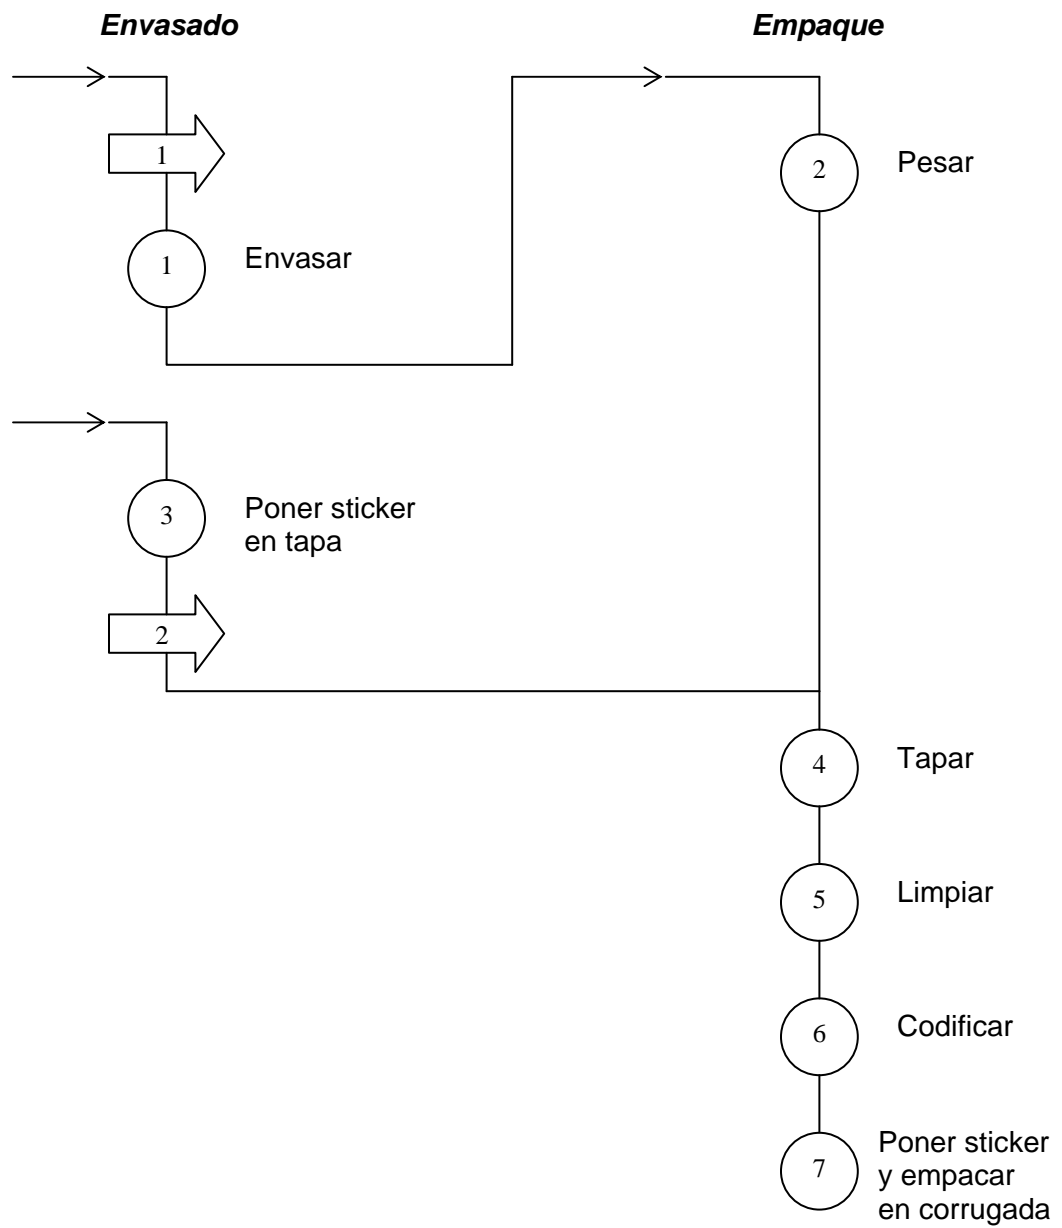 Envasado
Empaque
1
2
Pesar
1
Envasar
3
Poner sticker
en tapa
2
4
Tapar
5
Limpiar
6
Codificar
7
Poner sticker
y empacar
en corrugada